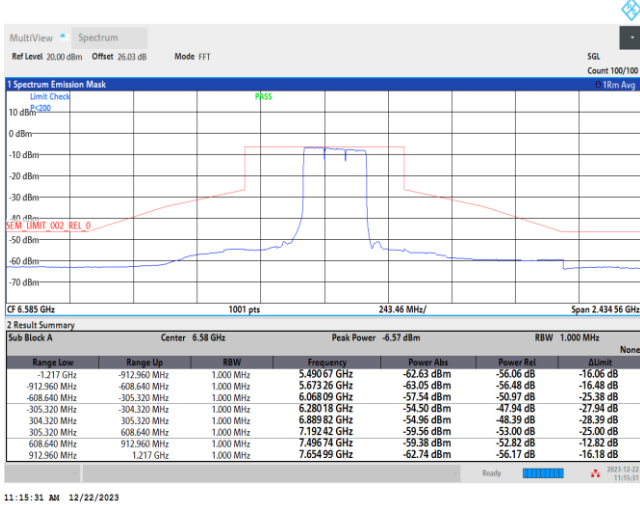 MultiView Spectrum
Ref Level 20.00 dBm Offset 26.03 dB Mode FFT SGL
Count 100/100
1 Spectrum Emission Mask 1Rm Avg
Limit Check PASS
P<200
10 dBm
0 dBm
-10 dBm
-20 dBm
-30 dBm
-40 dBm
SEM_LIMIT_002_REL_0
-50 dBm
-60 dBm
-70 dBm
CF 6.585 GHz 1001 pts 243.46 MHz/ Span 2.434 56 GHz
2 Result Summary
Sub Block A Center 6.58 GHz Peak Power -6.57 dBm RBW 1.000 MHz
None
Range Low Range Up RBW Frequency Power Abs Power Rel ΔLimit
-1.217 GHz -912.960 MHz 1.000 MHz 5.490 67 GHz -62.63 dBm -56.06 dB -16.06 dB
-912.960 MHz -608.640 MHz 1.000 MHz 5.673 26 GHz -63.05 dBm -56.48 dB -16.48 dB
-608.640 MHz -305.320 MHz 1.000 MHz 6.068 09 GHz -57.54 dBm -50.97 dB -25.38 dB
-305.320 MHz -304.320 MHz 1.000 MHz 6.280 18 GHz -54.50 dBm -47.94 dB -27.94 dB
304.320 MHz 305.320 MHz 1.000 MHz 6.889 82 GHz -54.96 dBm -48.39 dB -28.39 dB
305.320 MHz 608.640 MHz 1.000 MHz 7.192 42 GHz -59.56 dBm -53.00 dB -25.00 dB
608.640 MHz 912.960 MHz 1.000 MHz 7.496 74 GHz -59.38 dBm -52.82 dB -12.82 dB
912.960 MHz 1.217 GHz 1.000 MHz 7.654 99 GHz -62.74 dBm -56.17 dB -16.18 dB
Ready 2023-12-22
11:15:31
11:15:31 AM 12/22/2023